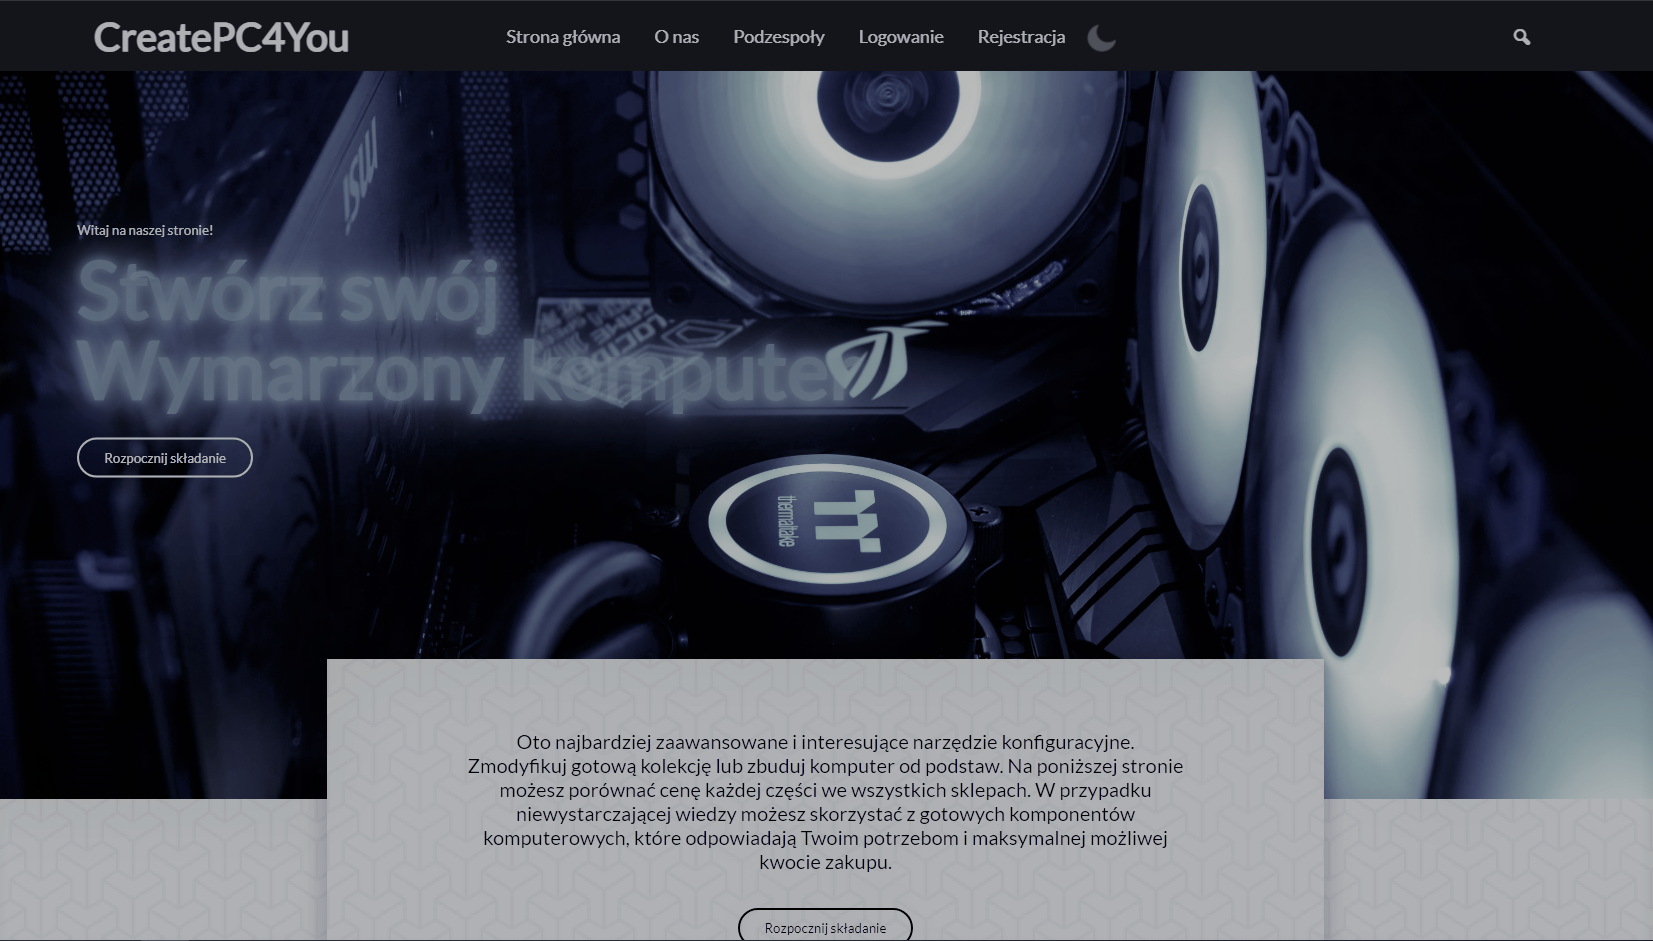 CreatePC4You
Strona główna
O nas
Podzespoły
Logowanie
Rejestracja
msi
Witaj na naszej stronie!
Stwórz swój
Wymarzony komputer
Rozpocznij składanie
thermaltake
Oto najbardziej zaawansowane i interesujące narzędzie konfiguracyjne.
Zmodyfikuj gotową kolekcję lub zbuduj komputer od podstaw. Na poniższej stronie
możesz porównać cenę każdej części we wszystkich sklepach. W przypadku
niewystarczającej wiedzy możesz skorzystać z gotowych komponentów
komputerowych, które odpowiadają Twoim potrzebom i maksymalnej możliwej
kwocie zakupu.
Rozpocznij składanie